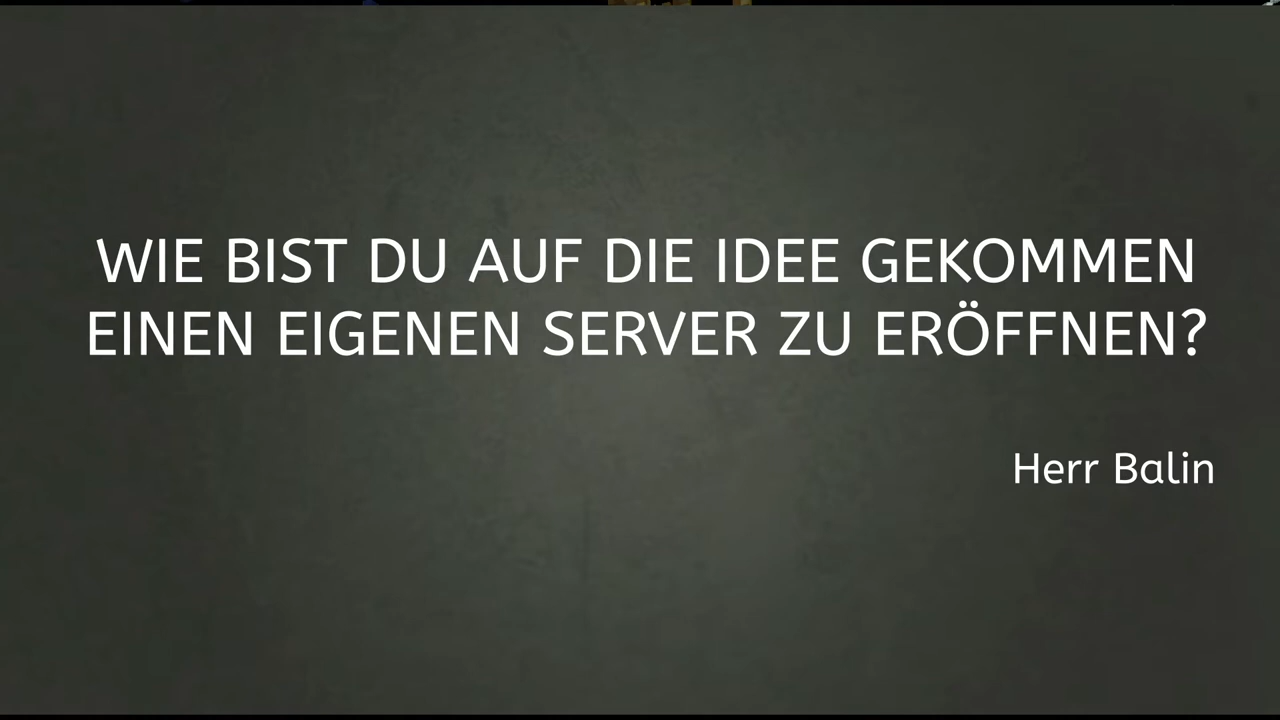 WIE BIST DU AUF DIE IDEE GEKOMMEN
EINEN EIGENEN SERVER ZU ERÖFFNEN?
Herr Balin